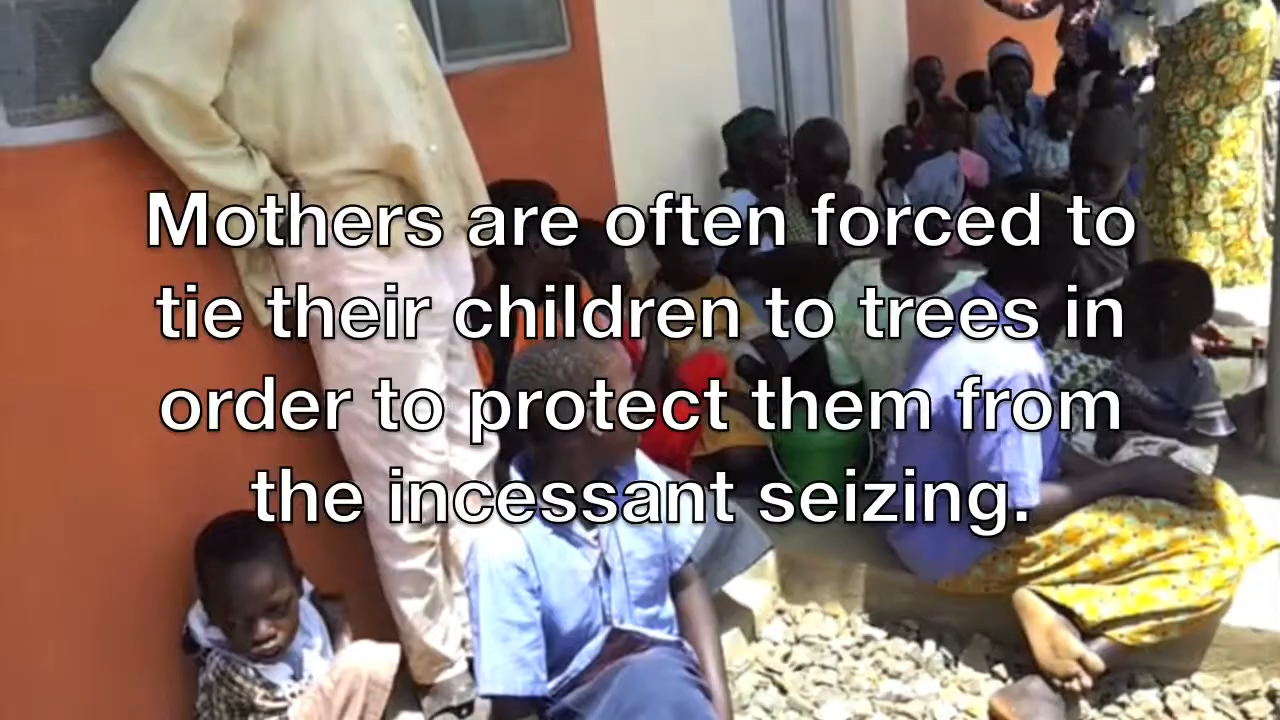 Mothers are often forced to
tie their children to trees in
order to protect them from
the incessant seizing.